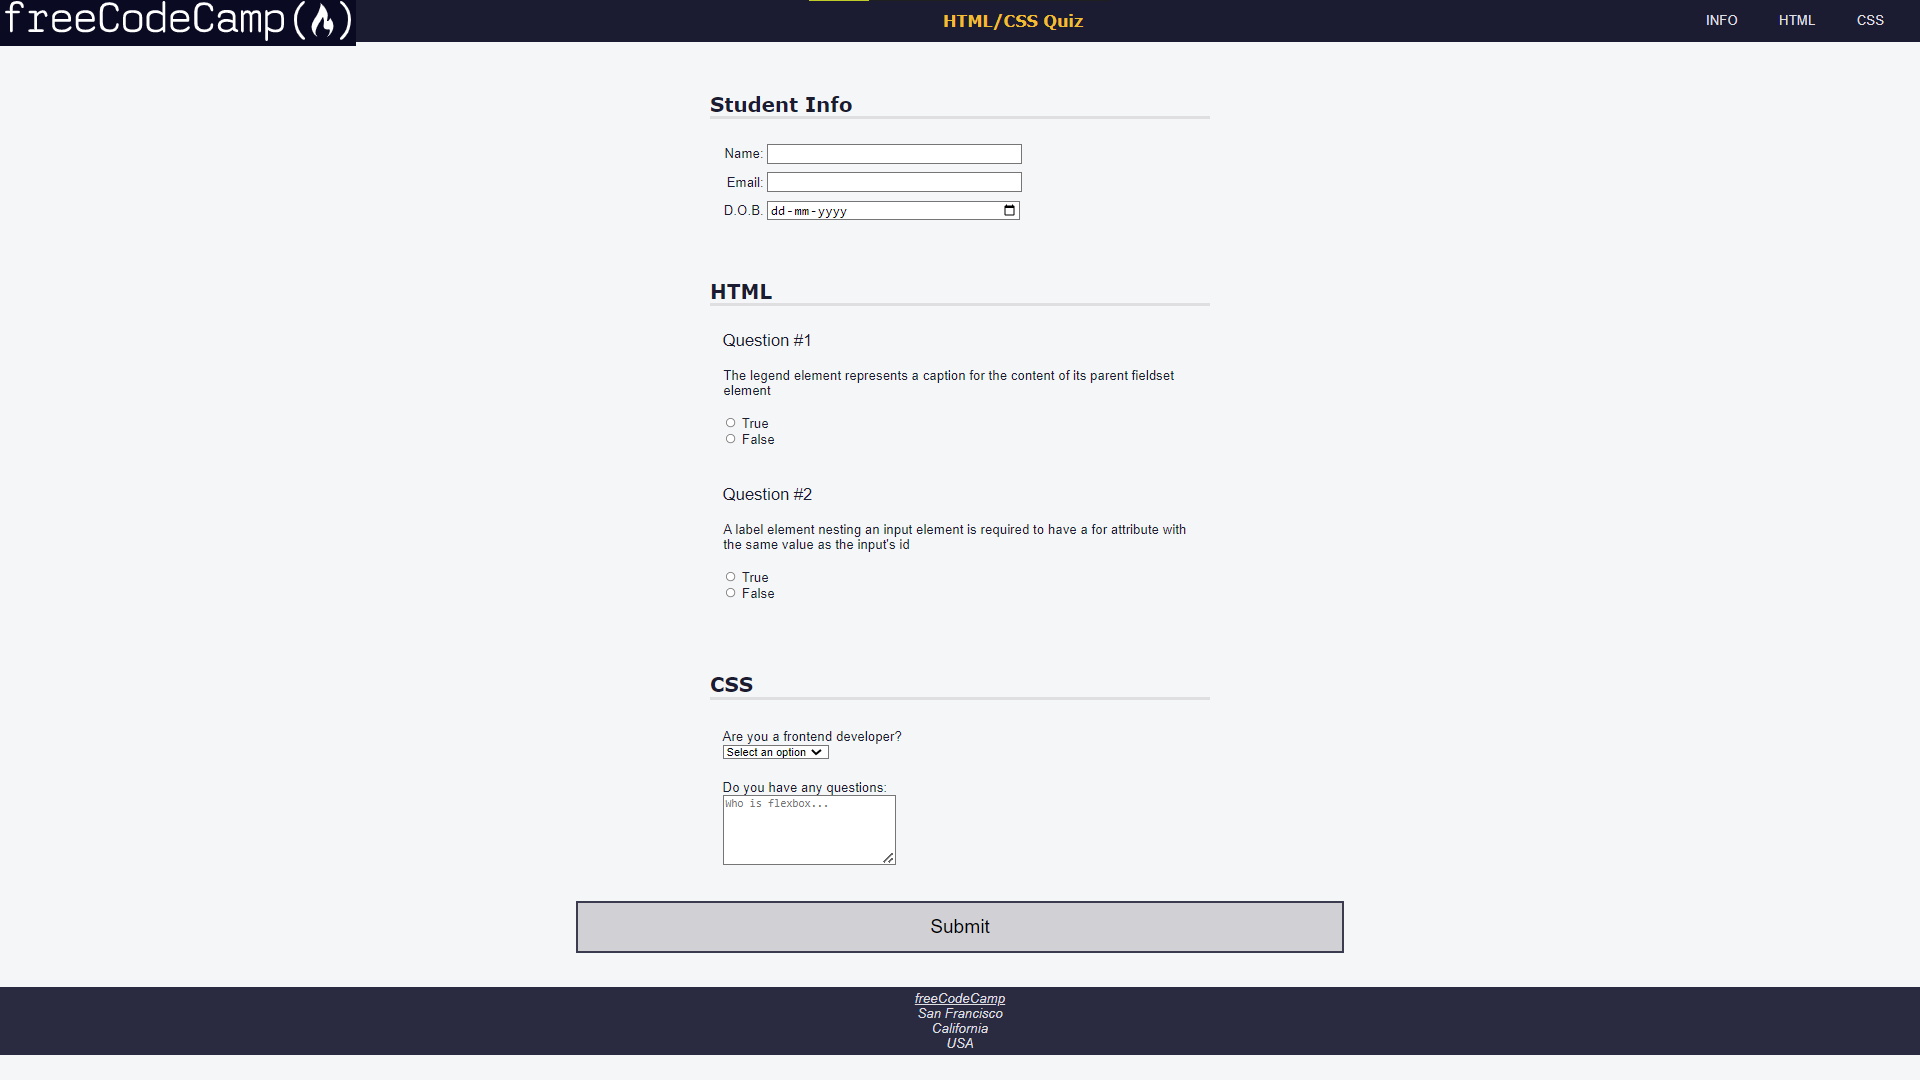 freeCodeCamp
HTML/CSS Quiz
INFO
HTML
CSS
Student Info
Name:
Email:
D.O.B. dd-mm-yyyy
HTML
Question #1
The legend element represents a caption for the content of its parent fieldset
element
True
False
Question #2
A label element nesting an input element is required to have a for attribute with
the same value as the input's id
True
False
CSS
Are you a frontend developer?
Select an option
Do you have any questions:
Who is flexbox...
Submit
freeCodeCamp
San Francisco
California
USA